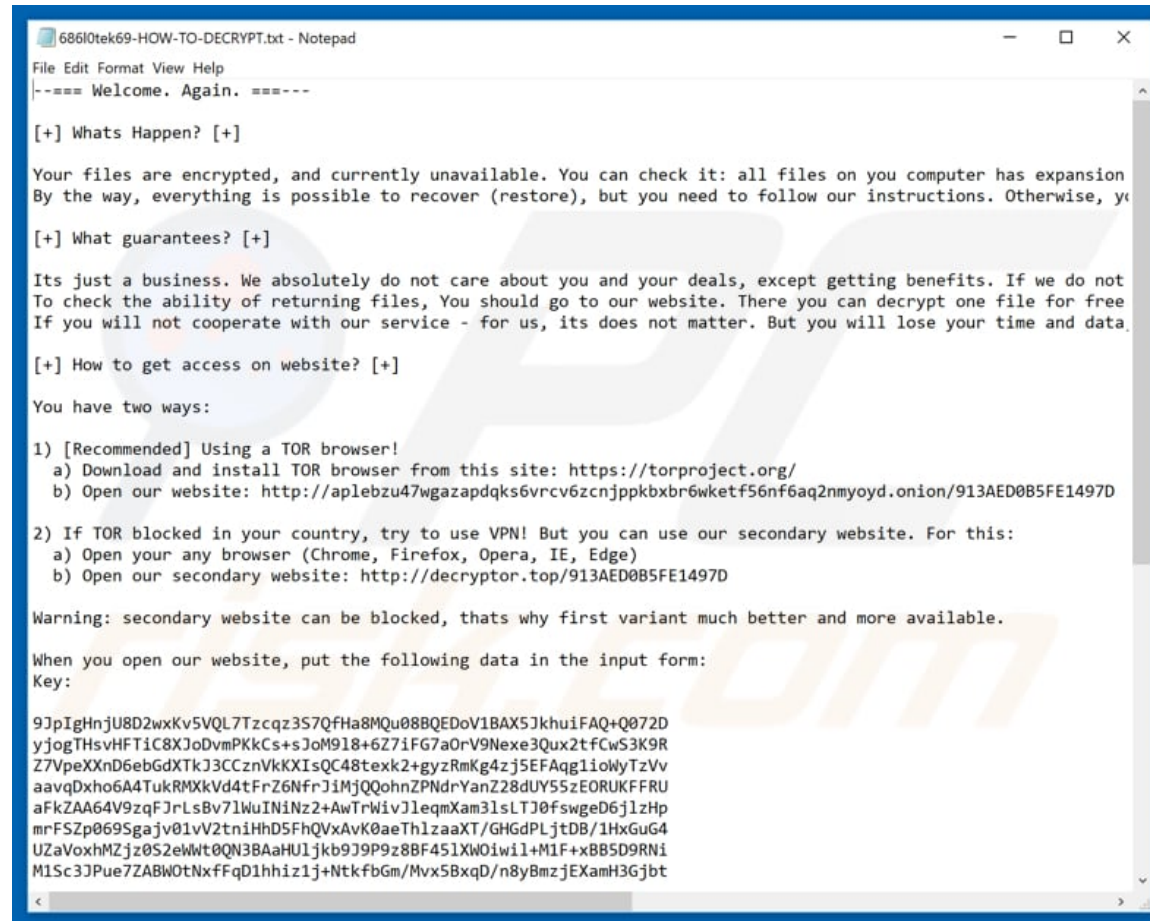 686l0tek69-HOW-TO-DECRYPT.txt - Notepad
File Edit Format View Help
--=== Welcome. Again. ===---
[+] Whats Happen? [+]
Your files are encrypted, and currently unavailable. You can check it: all files on you computer has expansion
By the way, everything is possible to recover (restore), but you need to follow our instructions. Otherwise,
[+] What guarantees? [+]
Its just a business. We absolutely do not care about you and your deals, except getting benefits. If we do not
To check the ability of returning files, You should go to our website. There you can decrypt one file for free
If you will not cooperate with our service - for us, its does not matter. But you will lose your time and data
[+] How to get access on website? [+]
You have two ways:
1) [Recommended] Using a TOR browser!
a) Download and install TOR browser from this site: https://torproject.org/
b) Open our website: http://aplebzu47wgazapdqks6vrcv6zcnjppkbxbr6wketf56nf6aq2nmyoyd.onion/913AED0B5FE1497D
2) If TOR blocked in your country, try to use VPN! But you can use our secondary website. For this:
a) Open your any browser (Chrome, Firefox, Opera, IE, Edge)
b) Open our secondary website: http://decryptor.top/913AED0B5FE1497D
Warning: secondary website can be blocked, thats why first variant much better and more available.
When you open our website, put the following data in the input form:
Key:
9JpIgHnjU8D2wxKv5VQL7Tzcqz3S7QfHa8MQu08BQEDoV1BAX5JkhuiFAQ+Q072D
yjogTHsvHFTiC8XJoDvmPKkCs+sJoM9l8+6Z7iFG7aOrV9Nexe3Qux2tfCwS3K9R
Z7VpeXXnD6ebGdXTkJ3CCznVkKXIsQC48texk2+gyzRmKg4zj5EFAqg1ioWyTzVv
aavqDxho6A4TukRMXkVd4tFrZ6NfrJiMjQQohnZPNdrYanZ28dUY55zEORUKFFRU
aFkZAA64V9zqFJrLsBv7lWuINiNz2+AwTrWivJleqmXam3lsLTJ0fswgeD6jlzHp
mrFSZp069Sgajv01vV2tniHhD5FhQVxAvK0aeThlzaaXT/GHGdPLjtDB/1HxGuG4
UZaVoxhMZjz0S2eWWt0QN3BAaHUljkb9J9P9z8BF45lXWOiwil+M1F+xBB5D9RNi
M1Sc3JPue7ZABWOtNxfFqD1hhiz1j+NtkfbGm/Mvx5BxqD/n8yBmzjEXamH3Gjbt
PC
risk.com